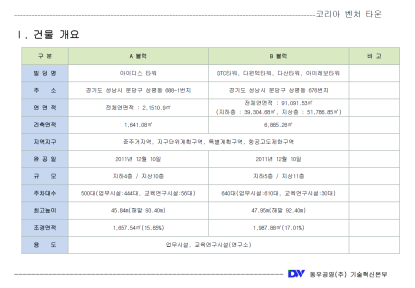 코리아 벤처 타운
Ⅰ. 건물 개요
구 분 A 블럭 B 블럭 비 고
빌 딩 명 아이디스 타워 DTC타워, 다원텍타워, 다산타워, 아미레보타워
주 소 경기도 성남시 분당구 삼평동 688-1번지 경기도 성남시 분당구 삼평동 676번지
연 면 적 전체연면적 : 2,1510.9㎡ 전체연면적 : 91,091.53㎡
(지하층 : 39,304.68㎡, 지상층 : 51,786.85㎡)
건축면적 1,641.08㎡ 6,865.28㎡
지역지구 준주거지역, 지구단위계획구역, 특별계획구역, 항공고도제한구역
완 공 일 2011년 12월 10일 2011년 12월 10일
규 모 지하4층 / 지상10층 지하5층 / 지상11층
주차대수 500대(업무시설:444대, 교육연구시설:56대) 640대(업무시설:610대, 교육연구시설:30대)
최고높이 45.84m(해발 93.40m) 47.95m(해발 92.40m)
조경면적 1,657.54㎡(15.85%) 1,987.86㎡(17.01%)
용 도 업무시설, 교육연구시설(연구소)
DW 동우공영(주) 기술혁신본부